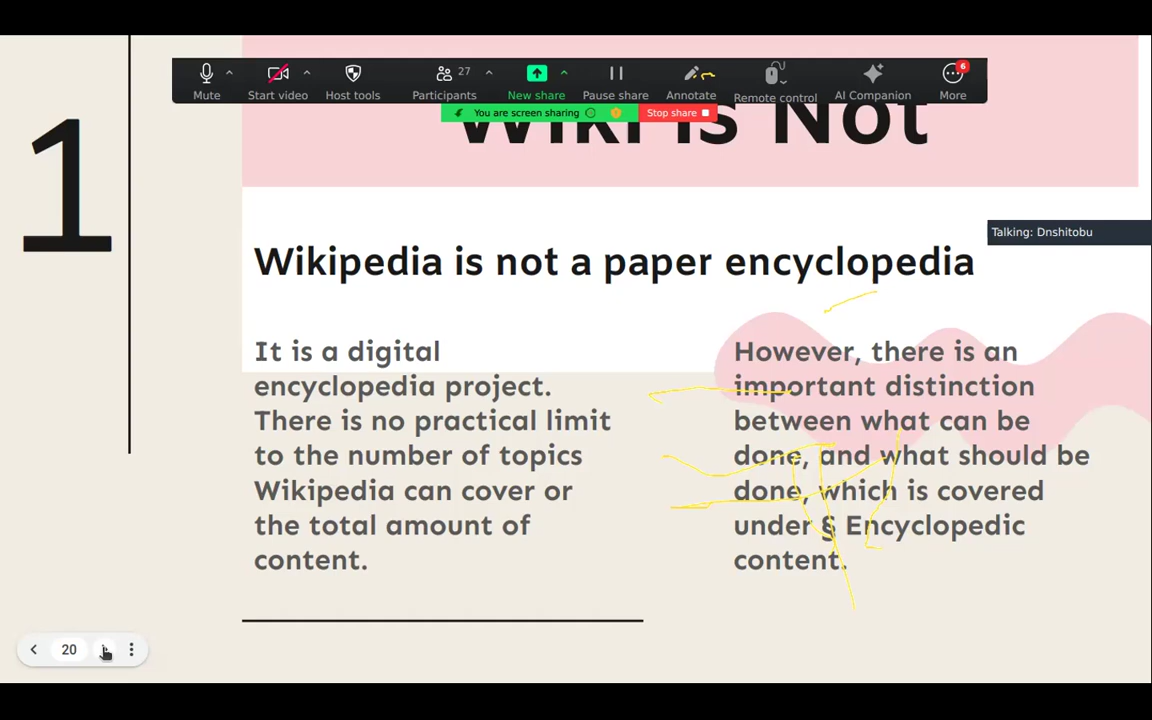 Mute
Start video
Host tools
Participants
27
New share
Pause share
Annotate
Remote control
AI Companion
More
6
You are screen sharing
Stop share
Wiki is Not
1
Talking: Dnshitobu
Wikipedia is not a paper encyclopedia
It is a digital
encyclopedia project.
There is no practical limit
to the number of topics
Wikipedia can cover or
the total amount of
content.
However, there is an
important distinction
between what can be
done, and what should be
done, which is covered
under § Encyclopedic
content.
20